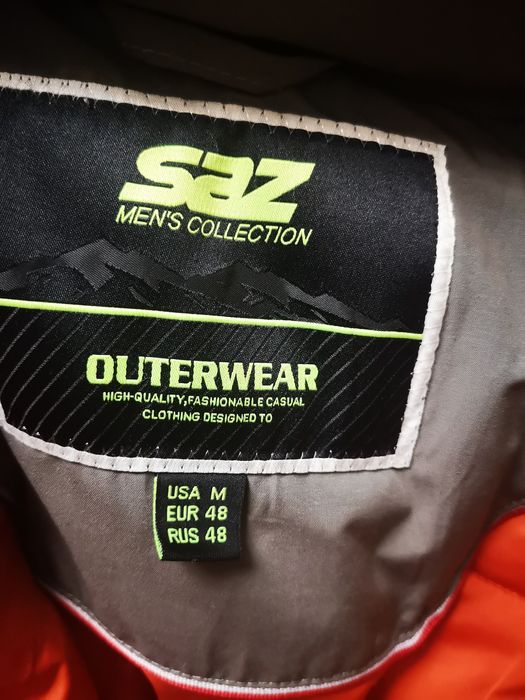 saz
MEN'S COLLECTION
OUTERWEAR
HIGH-QUALITY,FASHIONABLE CASUAL
CLOTHING DESIGNED TO
USA M
EUR 48
RUS 48